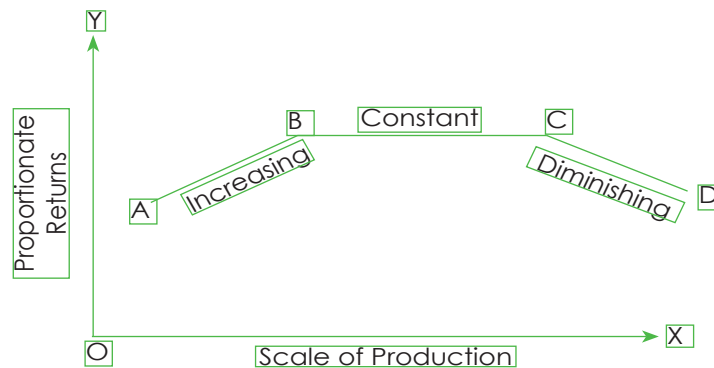 Y
B
Constant
C
Increasing
Diminishing
A
D
Proportionate
Returns
O
Scale of Production
X